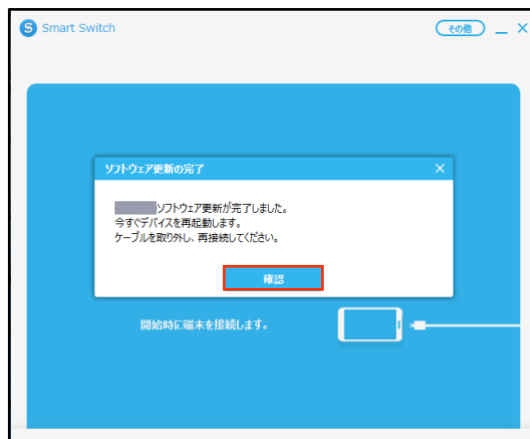 S Smart Switch
その他
ソフトウェア更新の完了
ソフトウェア更新が完了しました。
今すぐデバイスを再起動します。
ケーブルを取り外し、再接続してください。
確認
開始時に端末を接続します。